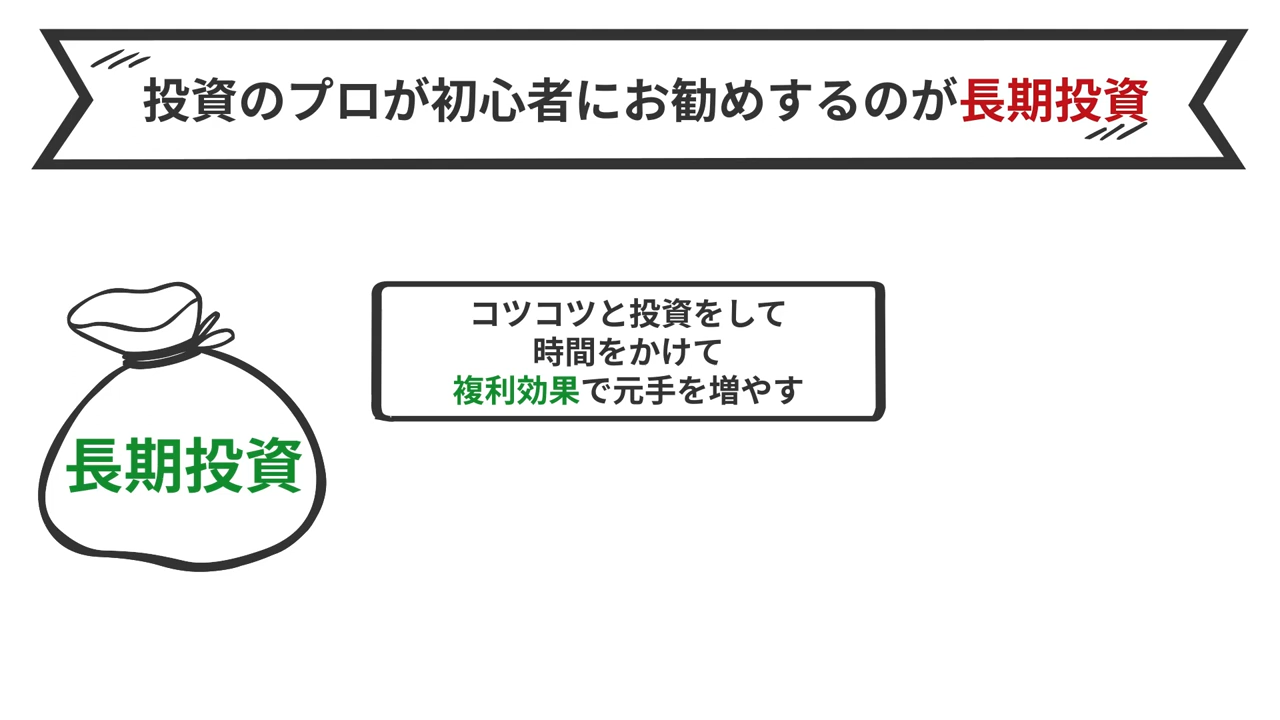 投資のプロが初心者にお勧めするのが長期投資
コツコツと投資をして
時間をかけて
複利効果で元手を増やす
長期投資